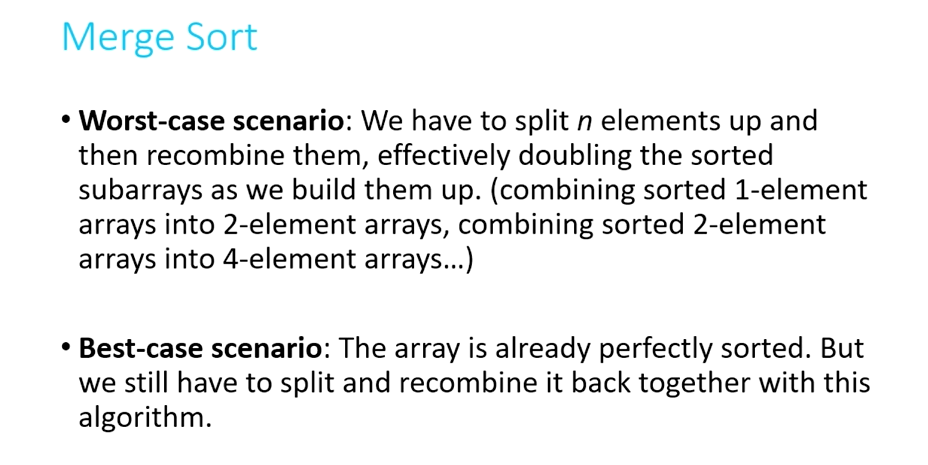 Merge Sort
• Worst-case scenario: We have to split n elements up and
then recombine them, effectively doubling the sorted
subarrays as we build them up. (combining sorted 1-element
arrays into 2-element arrays, combining sorted 2-element
arrays into 4-element arrays…)
• Best-case scenario: The array is already perfectly sorted. But
we still have to split and recombine it back together with this
algorithm.